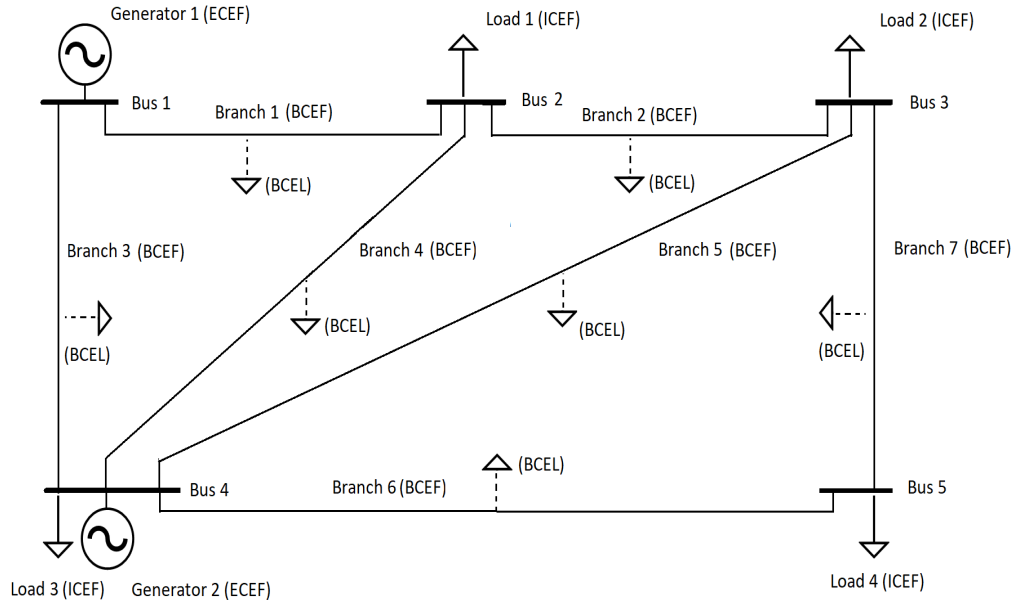 Generator 1 (ECEF)
Load 1 (ICEF)
Load 2 (ICEF)
Bus 1
Branch 1 (BCEF)
Bus 2
Branch 2 (BCEF)
Bus 3
(BCEL)
(BCEL)
Branch 3 (BCEF)
Branch 4 (BCEF)
Branch 5 (BCEF)
Branch 7 (BCEF)
(BCEL)
(BCEL)
(BCEL)
(BCEL)
(BCEL)
Bus 4
Branch 6 (BCEF)
Bus 5
Load 3 (ICEF)
Generator 2 (ECEF)
Load 4 (ICEF)